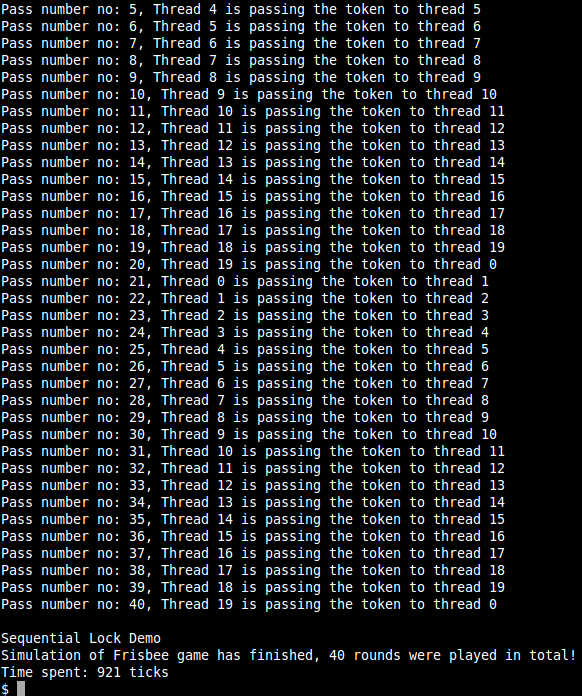 Pass number no: 5, Thread 4 is passing the token to thread 5
Pass number no: 6, Thread 5 is passing the token to thread 6
Pass number no: 7, Thread 6 is passing the token to thread 7
Pass number no: 8, Thread 7 is passing the token to thread 8
Pass number no: 9, Thread 8 is passing the token to thread 9
Pass number no: 10, Thread 9 is passing the token to thread 10
Pass number no: 11, Thread 10 is passing the token to thread 11
Pass number no: 12, Thread 11 is passing the token to thread 12
Pass number no: 13, Thread 12 is passing the token to thread 13
Pass number no: 14, Thread 13 is passing the token to thread 14
Pass number no: 15, Thread 14 is passing the token to thread 15
Pass number no: 16, Thread 15 is passing the token to thread 16
Pass number no: 17, Thread 16 is passing the token to thread 17
Pass number no: 18, Thread 17 is passing the token to thread 18
Pass number no: 19, Thread 18 is passing the token to thread 19
Pass number no: 20, Thread 19 is passing the token to thread 0
Pass number no: 21, Thread 0 is passing the token to thread 1
Pass number no: 22, Thread 1 is passing the token to thread 2
Pass number no: 23, Thread 2 is passing the token to thread 3
Pass number no: 24, Thread 3 is passing the token to thread 4
Pass number no: 25, Thread 4 is passing the token to thread 5
Pass number no: 26, Thread 5 is passing the token to thread 6
Pass number no: 27, Thread 6 is passing the token to thread 7
Pass number no: 28, Thread 7 is passing the token to thread 8
Pass number no: 29, Thread 8 is passing the token to thread 9
Pass number no: 30, Thread 9 is passing the token to thread 10
Pass number no: 31, Thread 10 is passing the token to thread 11
Pass number no: 32, Thread 11 is passing the token to thread 12
Pass number no: 33, Thread 12 is passing the token to thread 13
Pass number no: 34, Thread 13 is passing the token to thread 14
Pass number no: 35, Thread 14 is passing the token to thread 15
Pass number no: 36, Thread 15 is passing the token to thread 16
Pass number no: 37, Thread 16 is passing the token to thread 17
Pass number no: 38, Thread 17 is passing the token to thread 18
Pass number no: 39, Thread 18 is passing the token to thread 19
Pass number no: 40, Thread 19 is passing the token to thread 0

Sequential Lock Demo
Simulation of Frisbee game has finished, 40 rounds were played in total!
Time spent: 921 ticks
$